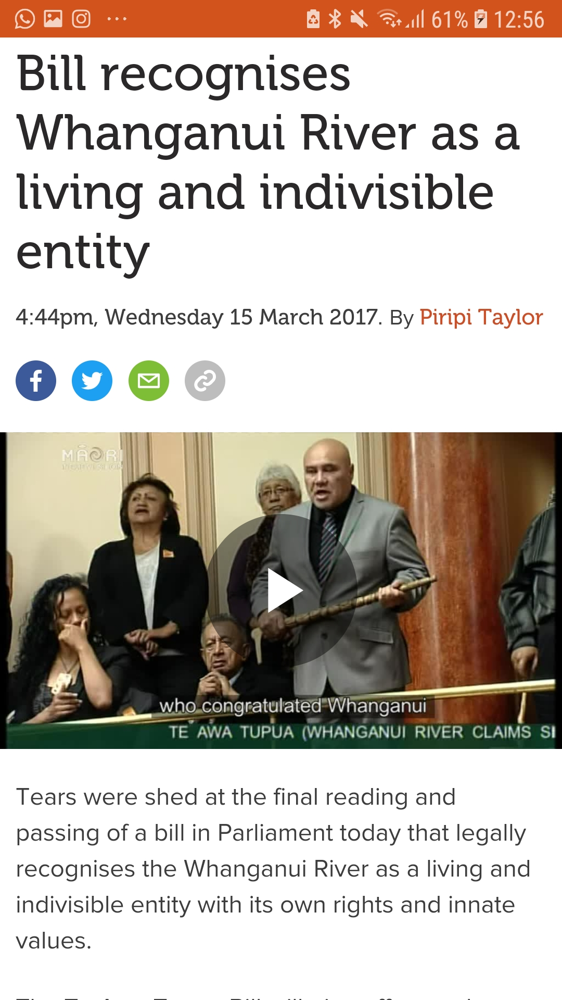 61% 12:56
Bill recognises
Whanganui River as a
living and indivisible
entity
4:44pm, Wednesday 15 March 2017. By Piripi Taylor
MĀORI
TELEVISION
who congratulated Whanganui
TE AWA TUPUA (WHANGANUI RIVER CLAIMS
Tears were shed at the final reading and
passing of a bill in Parliament today that legally
recognises the Whanganui River as a living and
indivisible entity with its own rights and innate
values.